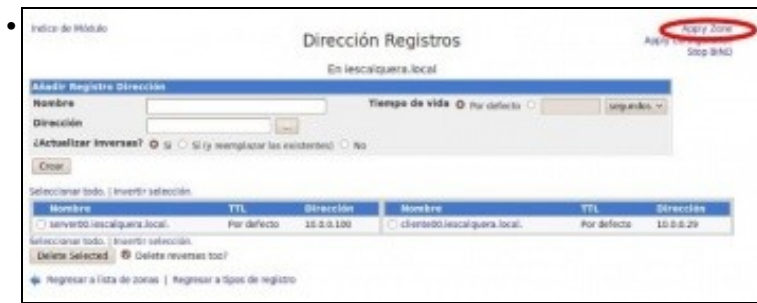 Indice de Módulo
Apply Zone
Dirección Registros
Apply
Stop BIND
En iescalquera.local
Añadir Registro Dirección
Nombre Tiempo de vida Por defecto segundos
Dirección ...
¿Actualizar inversas? Si Sí (y reemplazar las existentes) No
Crear
Seleccionar todo. | Invertir selección.
Nombre TTL Dirección Nombre TTL Dirección
server00.iescalquera.local. Por defecto 10.0.0.100 cliente00.iescalquera.local. Por defecto 10.0.0.29
Seleccionar todo. | Invertir selección.
Delete Selected Delete reverses too?
Regresar a lista de zonas | Regresar a tipos de registro